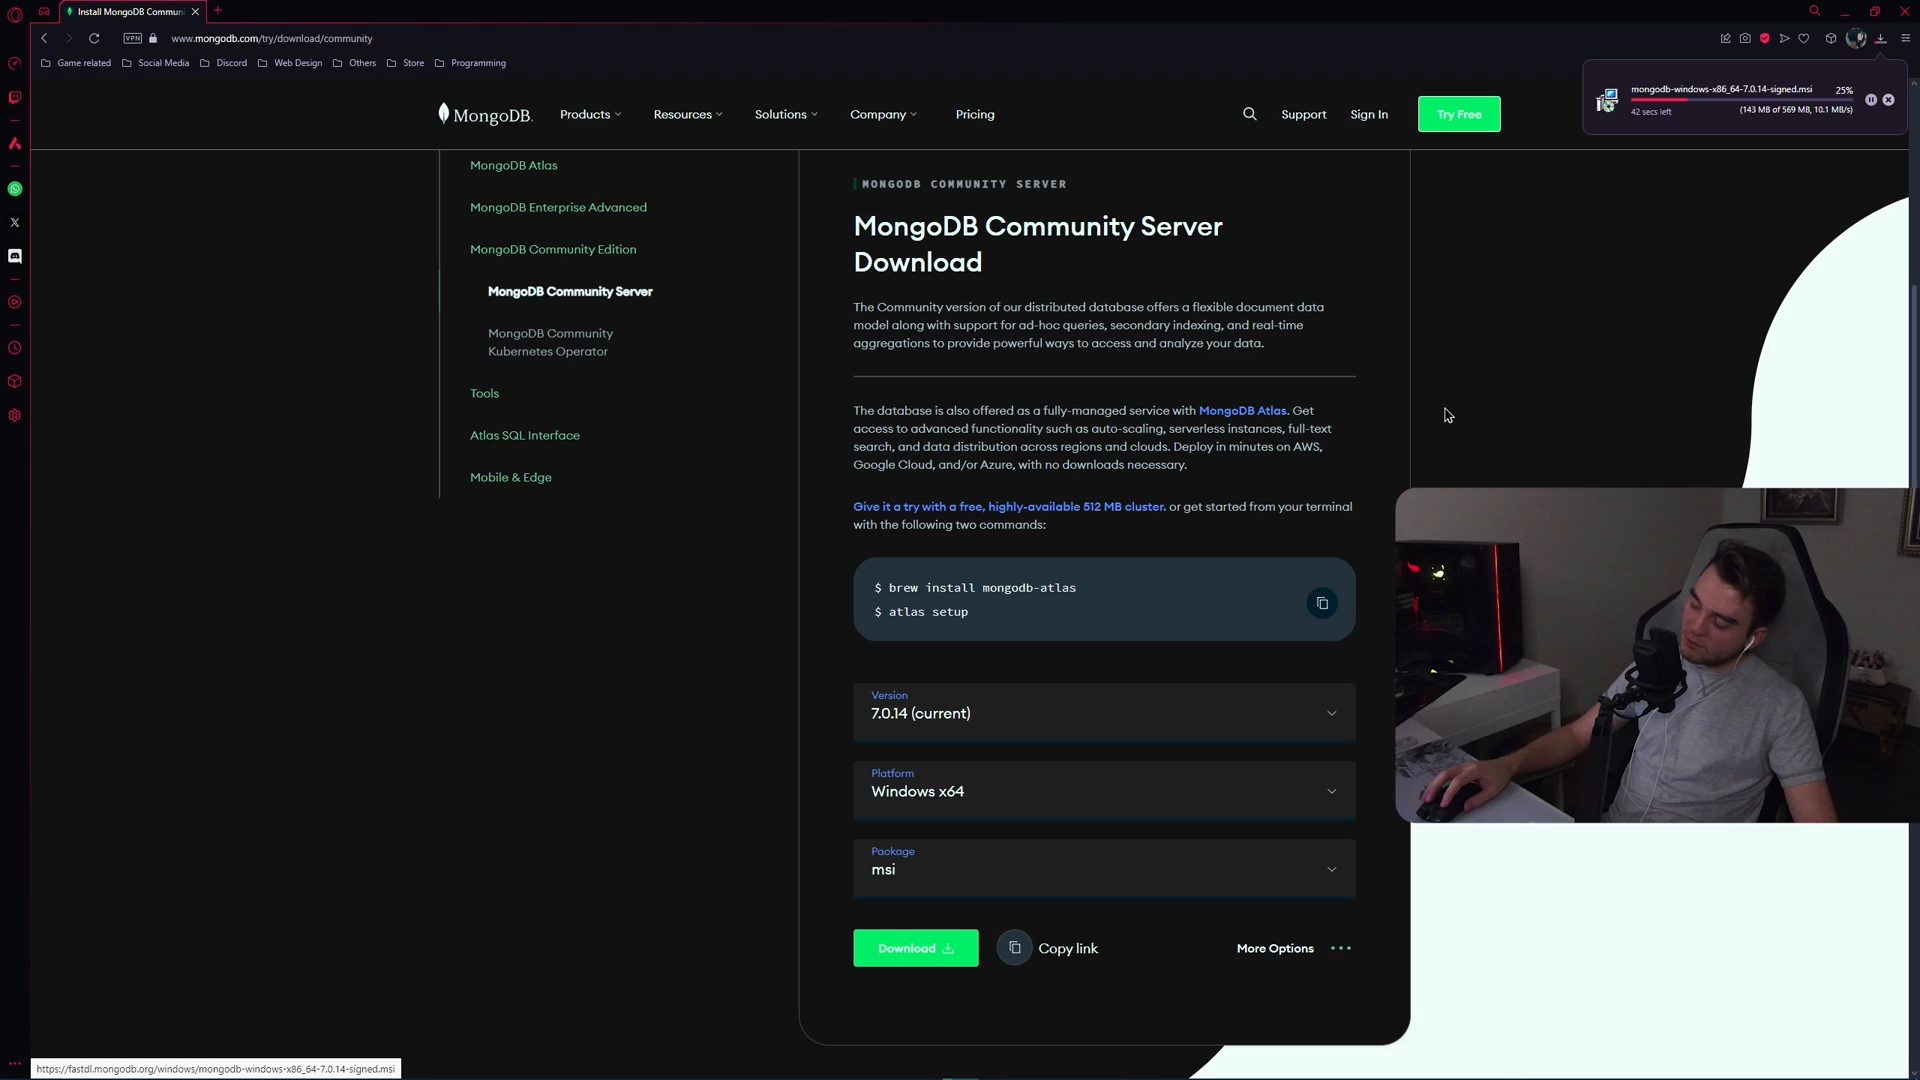 Install MongoDB Commun
VPN
www.mongodb.com/try/download/community
Game related
Social Media
Discord
Web Design
Others
Store
Programming
mongodb-windows-x86_64-7.0.14-signed.msi
25%
42 secs left
(143 MB of 569 MB, 10.1 MB/s)
MongoDB.
Products
Resources
Solutions
Company
Pricing
Support
Sign In
Try Free
MongoDB Atlas
MongoDB Enterprise Advanced
MongoDB Community Edition
MongoDB Community Server
MongoDB Community
Kubernetes Operator
Tools
Atlas SQL Interface
Mobile & Edge
MONGODB COMMUNITY SERVER
MongoDB Community Server
Download
The Community version of our distributed database offers a flexible document data
model along with support for ad-hoc queries, secondary indexing, and real-time
aggregations to provide powerful ways to access and analyze your data.
The database is also offered as a fully-managed service with MongoDB Atlas. Get
access to advanced functionality such as auto-scaling, serverless instances, full-text
search, and data distribution across regions and clouds. Deploy in minutes on AWS,
Google Cloud, and/or Azure, with no downloads necessary.
Give it a try with a free, highly-available 512 MB cluster. or get started from your terminal
with the following two commands:
$ brew install mongodb-atlas
$ atlas setup
Version
7.0.14 (current)
Platform
Windows x64
Package
msi
Download
Copy link
More Options
https://fastdl.mongodb.org/windows/mongodb-windows-x86_64-7.0.14-signed.msi